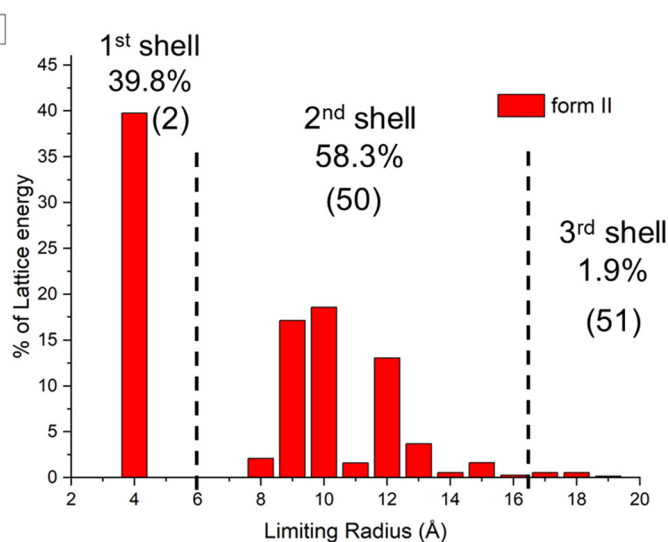 1st shell
39.8%
(2)
2nd shell
58.3%
(50)
3rd shell
1.9%
(51)
form II
% of Lattice energy
45
40
35
30
25
20
15
10
5
0
2 4 6 8 10 12 14 16 18 20
Limiting Radius (Å)